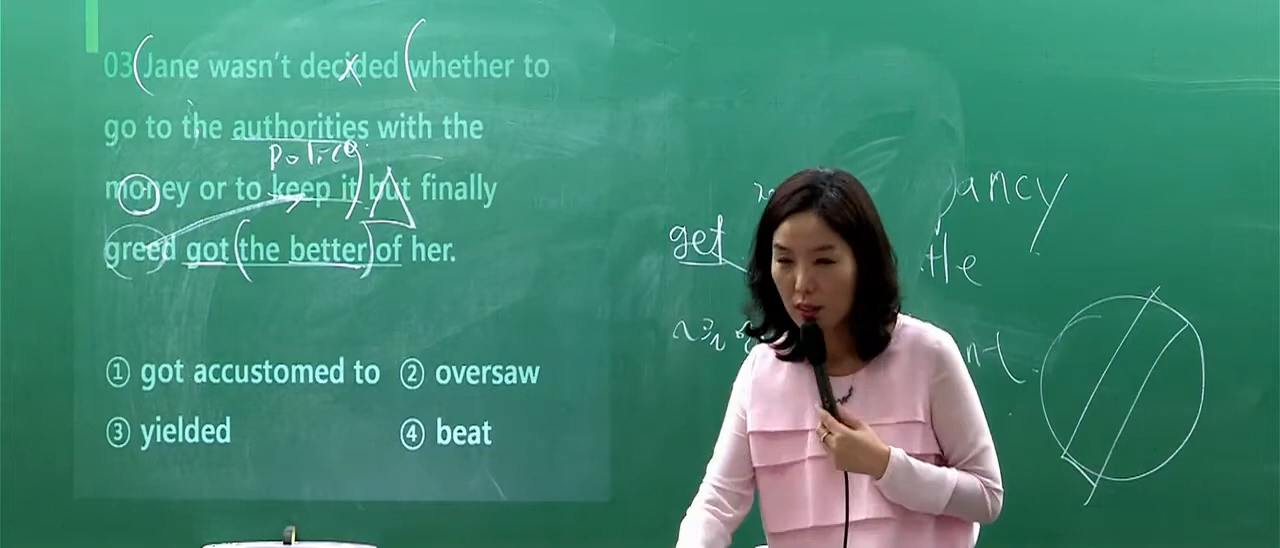 03 Jane wasn't decided whether to
go to the authorities with the
police
money or to keep it but finally
greed got the better of her.
① got accustomed to ② oversaw
③ yielded ④ beat
get